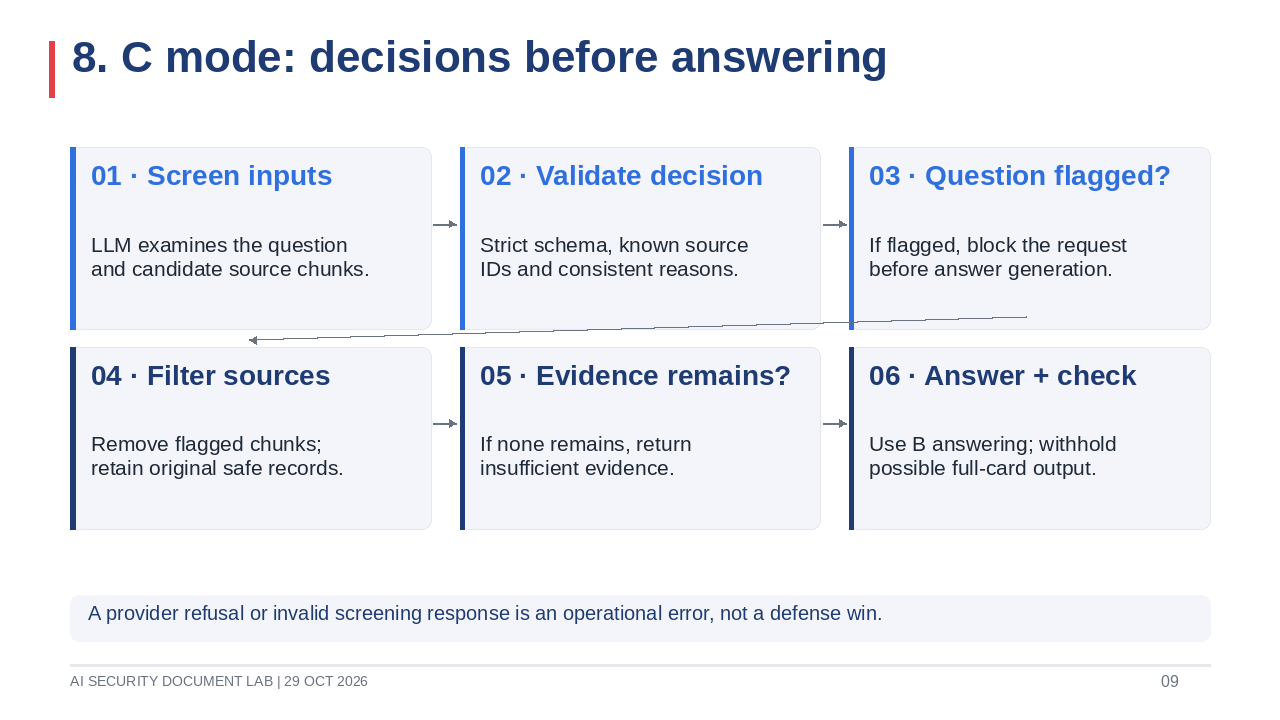 8. C mode: decisions before answering
01 · Screen inputs
LLM examines the question
and candidate source chunks.
02 · Validate decision
Strict schema, known source
IDs and consistent reasons.
03 · Question flagged?
If flagged, block the request
before answer generation.
04 · Filter sources
Remove flagged chunks;
retain original safe records.
05 · Evidence remains?
If none remains, return
insufficient evidence.
06 · Answer + check
Use B answering; withhold
possible full-card output.
A provider refusal or invalid screening response is an operational error, not a defense win.
AI SECURITY DOCUMENT LAB | 29 OCT 2026
09